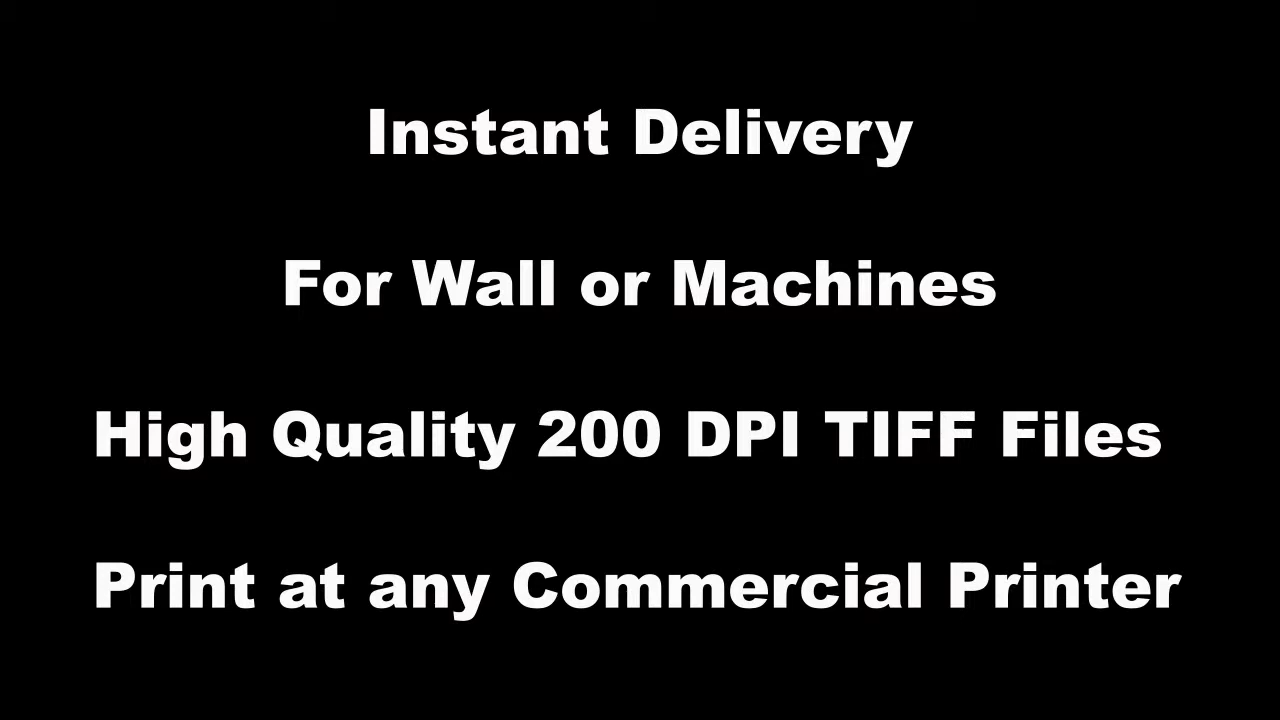 Instant Delivery
For Wall or Machines
High Quality 200 DPI TIFF Files
Print at any Commercial Printer